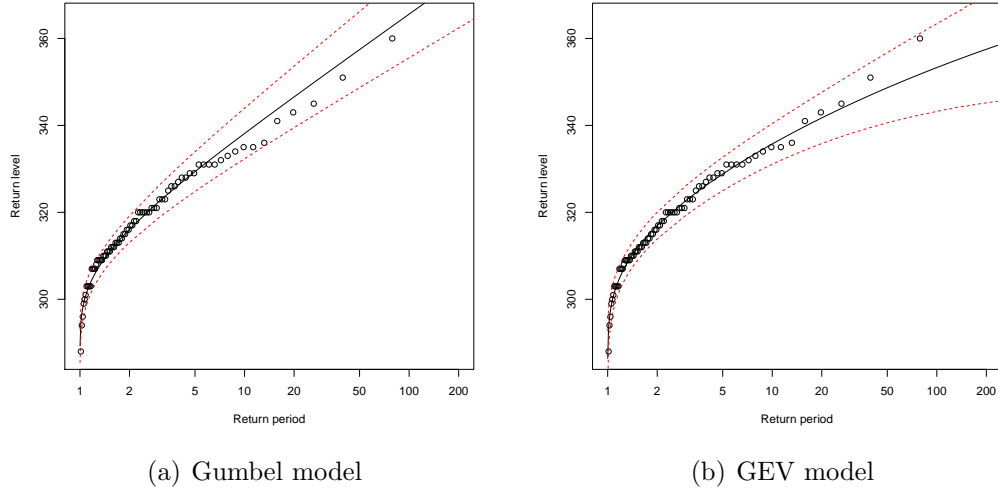 360
340
320
300
Return level
1 2 5 10 20 50 100 200
Return period
(a) Gumbel model
360
340
320
300
Return level
1 2 5 10 20 50 100 200
Return period
(b) GEV model